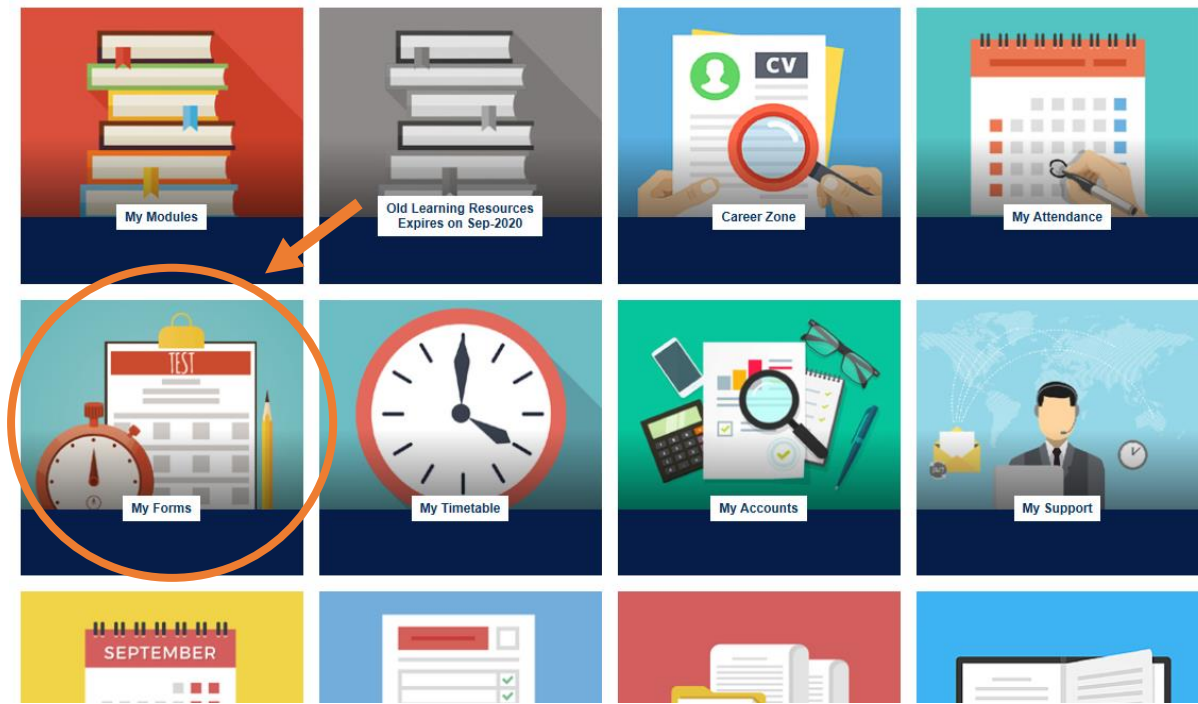 CV
My Modules
Old Learning Resources
Expires on Sep-2020
Career Zone
My Attendance
TEST
My Forms
My Timetable
My Accounts
My Support
SEPTEMBER